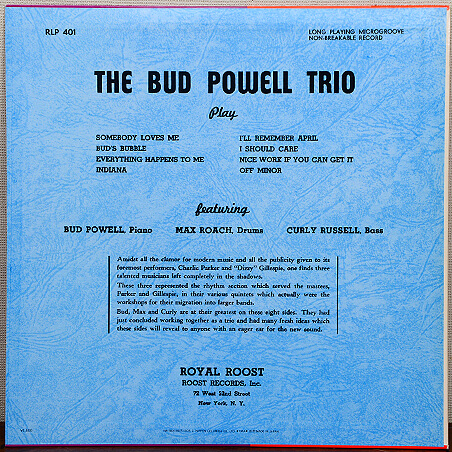 RLP 401
LONG PLAYING MICROGROOVE
NON-BREAKABLE RECORD
THE BUD POWELL TRIO
Play
SOMEBODY LOVES ME
BUD'S BUBBLE
EVERYTHING HAPPENS TO ME
INDIANA
I'LL REMEMBER APRIL
I SHOULD CARE
NICE WORK IF YOU CAN GET IT
OFF MINOR
featuring
BUD POWELL, Piano
MAX ROACH, Drums
CURLY RUSSELL, Bass
Amidst all the clamor for modern music and all the publicity given to its
foremost performers, Charlie Parker and "Dizzy" Gillespie, one finds three
talented musicians left completely in the shadows.
These three represented the rhythm section which served the masters,
Parker and Gillespie, in their various quintets which actually were the
workshops for their migration into larger bands.
Bud, Max and Curly are at their greatest on these eight sides. They had
just concluded working together as a trio and had many fresh ideas which
these sides will reveal to anyone with an eager ear for the new sound.
ROYAL ROOST
ROOST RECORDS, Inc.
72 West 52nd Street
New York, N. Y.